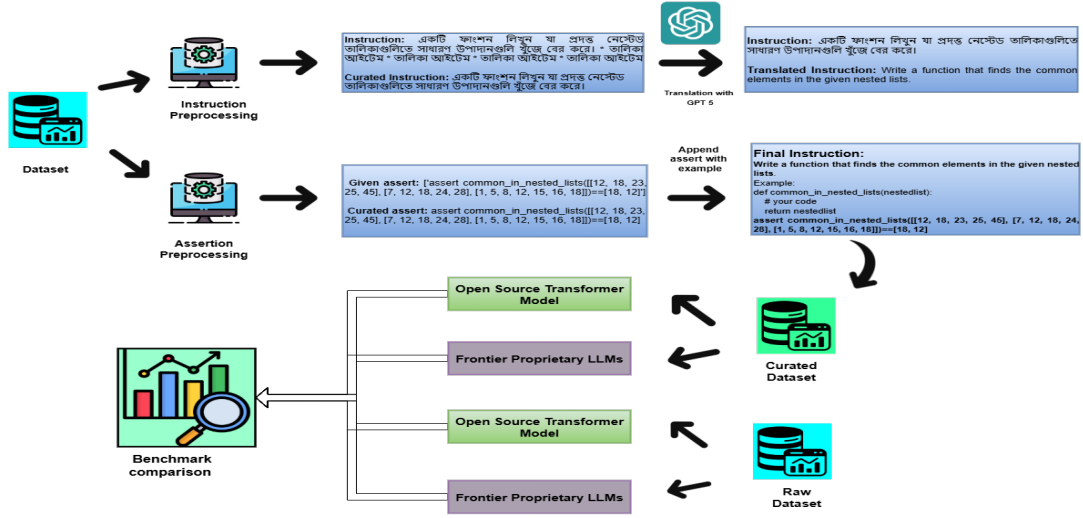 Instruction: একটি ফাংশন লিখুন যা প্রদত্ত নেস্টেড
তালিকাগুলিতে সাধারণ উপাদানগুলি খুঁজে বের করে। * তালিকা
আইটেম * তালিকা আইটেম * তালিকা আইটেম * তালিকা আইটেম
Curated Instruction: একটি ফাংশন লিখুন যা প্রদত্ত নেস্টেড
তালিকাগুলিতে সাধারণ উপাদানগুলি খুঁজে বের করে।
Instruction: একটি ফাংশন লিখুন যা প্রদত্ত নেস্টেড তালিকাগুলিতে
সাধারণ উপাদানগুলি খুঁজে বের করে।
Translated Instruction: Write a function that finds the common
elements in the given nested lists.
Translation with
GPT 5
Instruction
Preprocessing
Dataset
Given assert: ['assert common_in_nested_lists([[12, 18, 23,
25, 45], [7, 12, 18, 24, 28], [1, 5, 8, 12, 15, 16, 18]])==[18, 12]']
Curated assert: assert common_in_nested_lists([[12, 18, 23,
25, 45], [7, 12, 18, 24, 28], [1, 5, 8, 12, 15, 16, 18]])==[18, 12]
Append
assert with
example
Final Instruction:
Write a function that finds the common elements in the given nested
lists.
Example:
def common_in_nested_lists(nestedlist):
# your code
return nestedlist
assert common_in_nested_lists([[12, 18, 23, 25, 45], [7, 12, 18, 24,
28], [1, 5, 8, 12, 15, 16, 18]])==[18, 12]
Assertion
Preprocessing
Open Source Transformer
Model
Frontier Proprietary LLMs
Curated
Dataset
Open Source Transformer
Model
Benchmark
comparison
Frontier Proprietary LLMs
Raw
Dataset